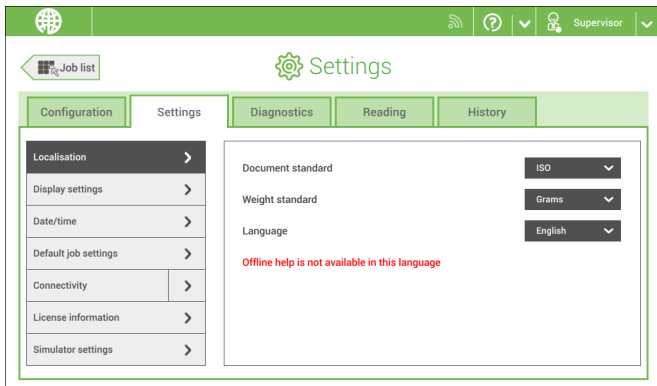 Supervisor
Job list
Settings
Configuration
Settings
Diagnostics
Reading
History
Localisation
Display settings
Date/time
Default job settings
Connectivity
License information
Simulator settings
Document standard
ISO
Weight standard
Grams
Language
English
Offline help is not available in this language